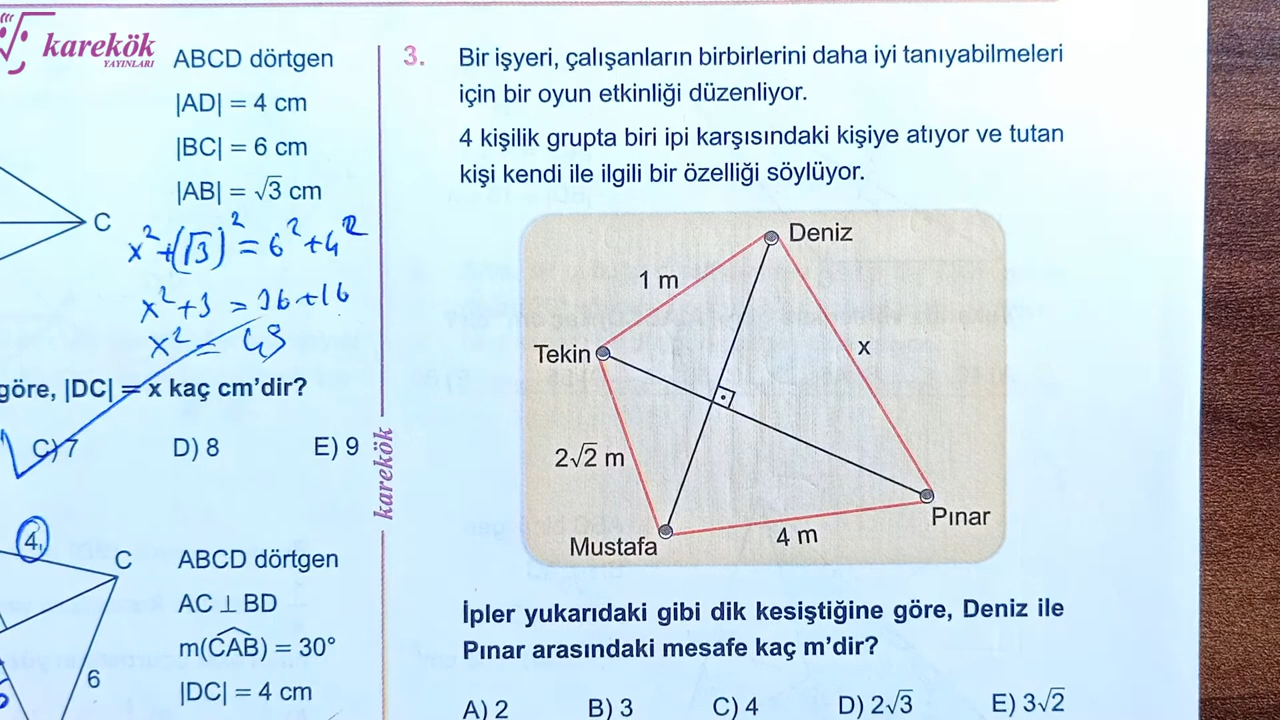 karekök
YAYINLARI
ABCD dörtgen
|AD| = 4 cm
|BC| = 6 cm
|AB| = √3 cm
C
x²+(√3)² = 6²+4²
x²+3 = 36+16
x² = 49
göre, |DC| = x kaç cm'dir?
C) 7 D) 8 E) 9
4.
C
ABCD dörtgen
AC ⊥ BD
m(CAB) = 30°
|DC| = 4 cm
6
karekök
3. Bir işyeri, çalışanların birbirlerini daha iyi tanıyabilmeleri
için bir oyun etkinliği düzenliyor.
4 kişilik grupta biri ipi karşısındaki kişiye atıyor ve tutan
kişi kendi ile ilgili bir özelliği söylüyor.
Deniz
1 m
Tekin
x
2√2 m
Pınar
Mustafa
4 m
İpler yukarıdaki gibi dik kesiştiğine göre, Deniz ile
Pınar arasındaki mesafe kaç m'dir?
A) 2 B) 3 C) 4 D) 2√3 E) 3√2